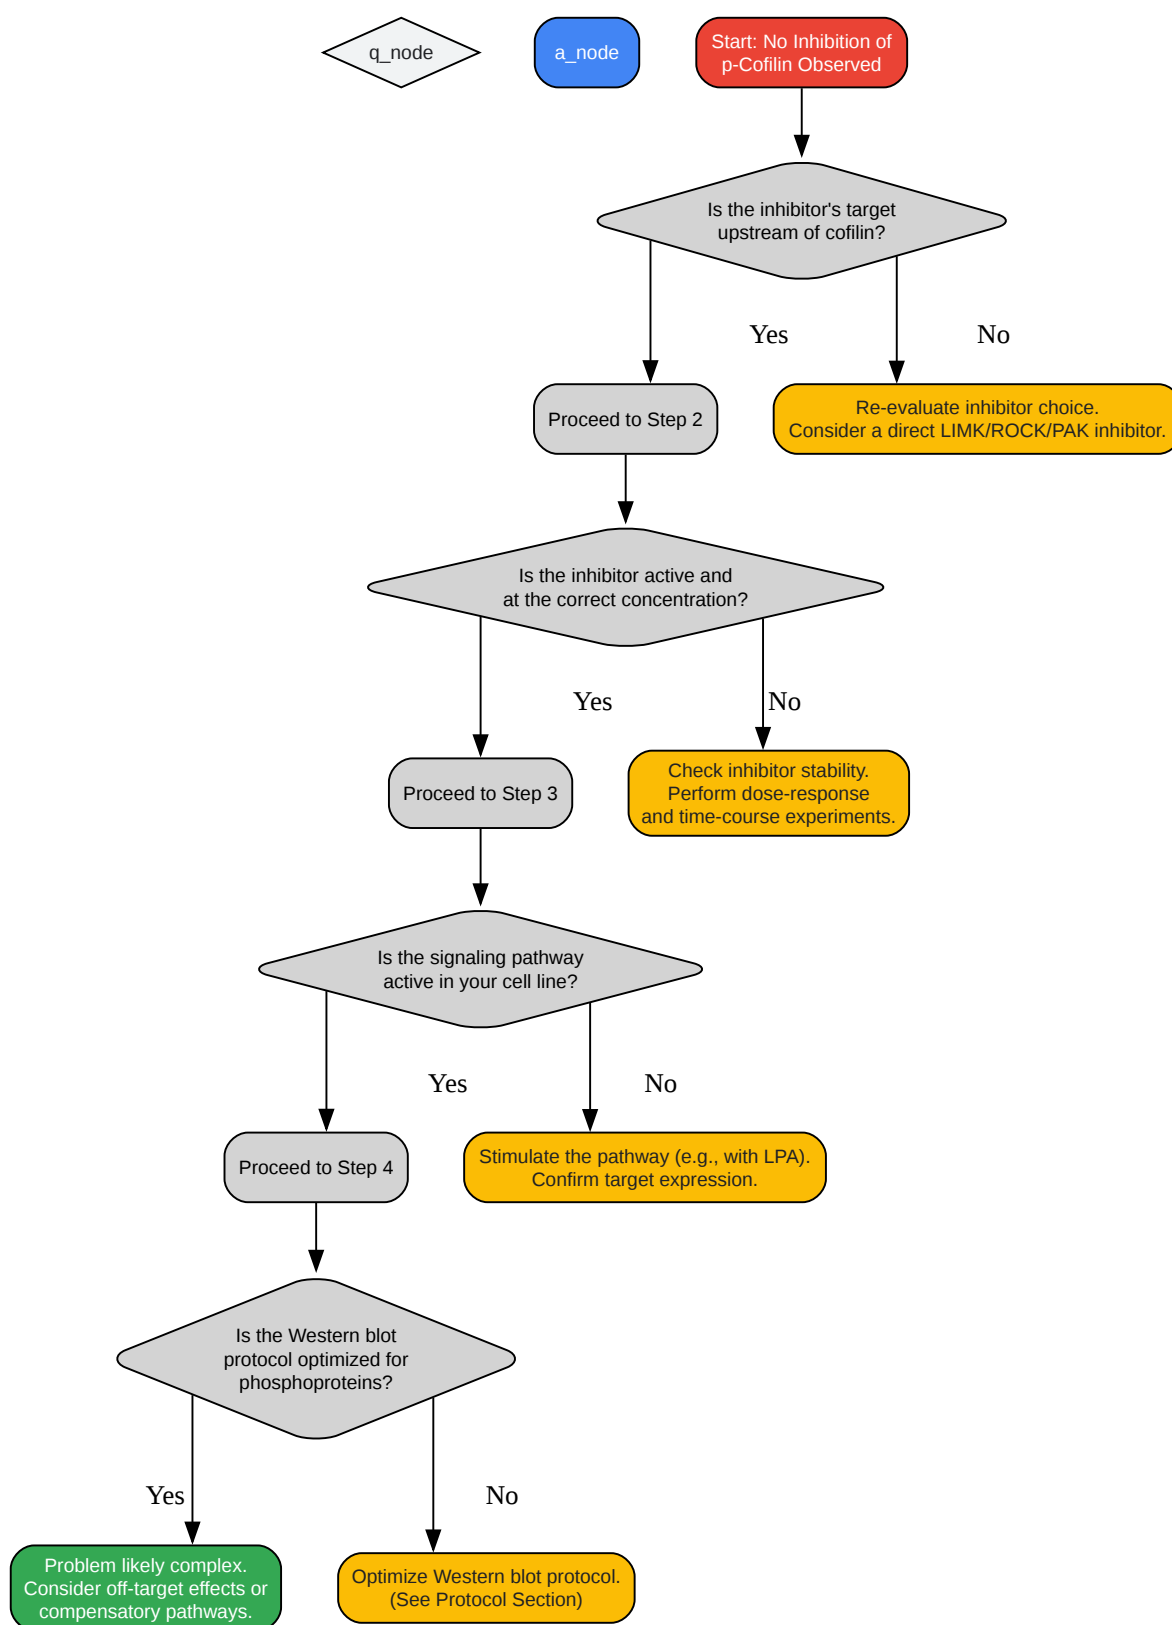 q_node
a_node
Start: No Inhibition of
p-Cofilin Observed
Is the inhibitor's target
upstream of cofilin?
Yes
No
Proceed to Step 2
Re-evaluate inhibitor choice.
Consider a direct LIMK/ROCK/PAK inhibitor.
Is the inhibitor active and
at the correct concentration?
Yes
No
Proceed to Step 3
Check inhibitor stability.
Perform dose-response
and time-course experiments.
Is the signaling pathway
active in your cell line?
Yes
No
Proceed to Step 4
Stimulate the pathway (e.g., with LPA).
Confirm target expression.
Is the Western blot
protocol optimized for
phosphoproteins?
Yes
No
Problem likely complex.
Consider off-target effects or
compensatory pathways.
Optimize Western blot protocol.
(See Protocol Section)